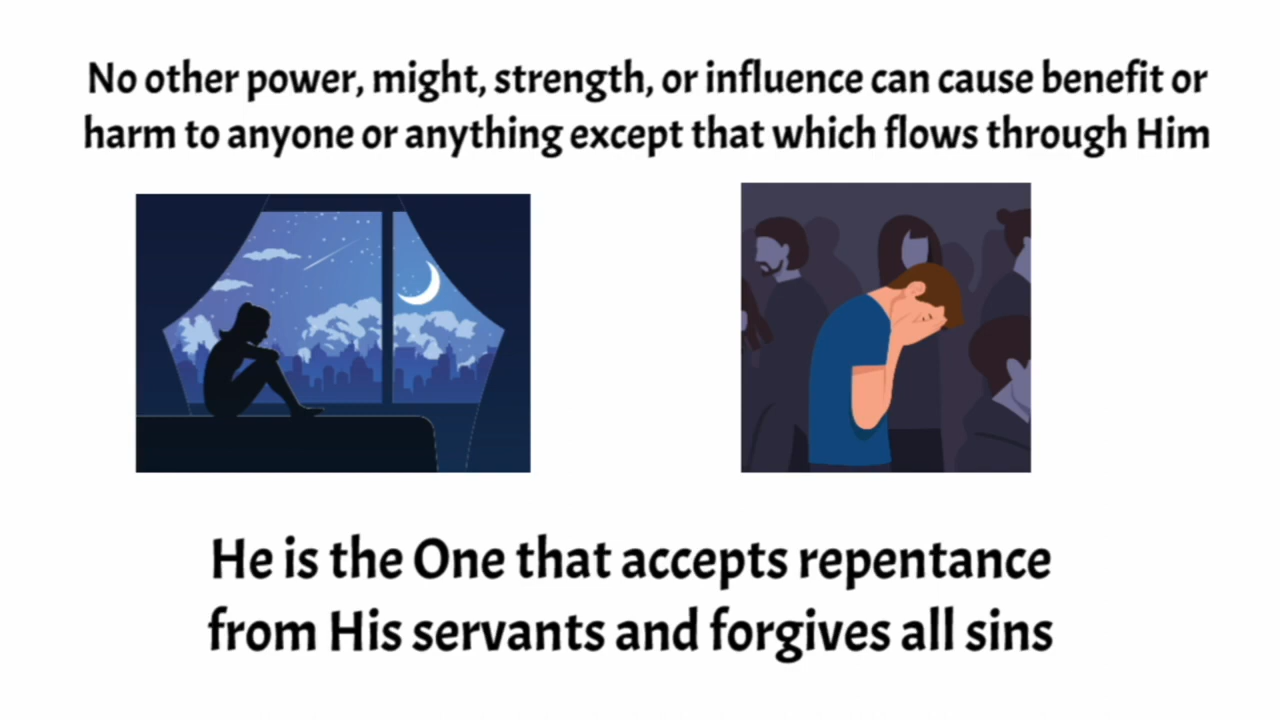 No other power, might, strength, or influence can cause benefit or
harm to anyone or anything except that which flows through Him
He is the One that accepts repentance
from His servants and forgives all sins